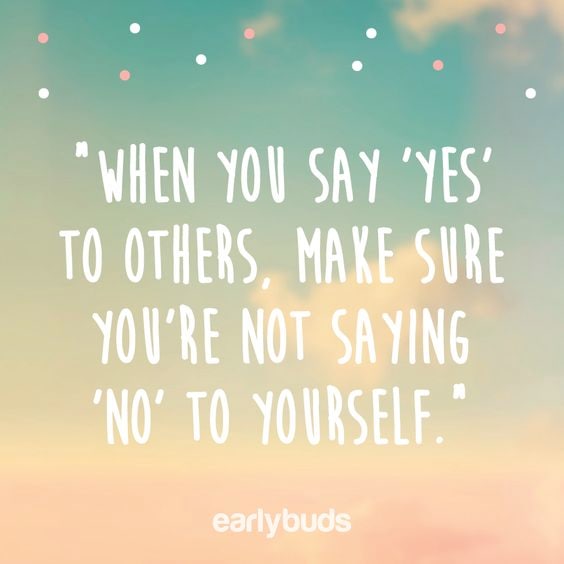 "WHEN YOU SAY 'YES'
TO OTHERS, MAKE SURE
YOU'RE NOT SAYING
'NO' TO YOURSELF."
earlybuds